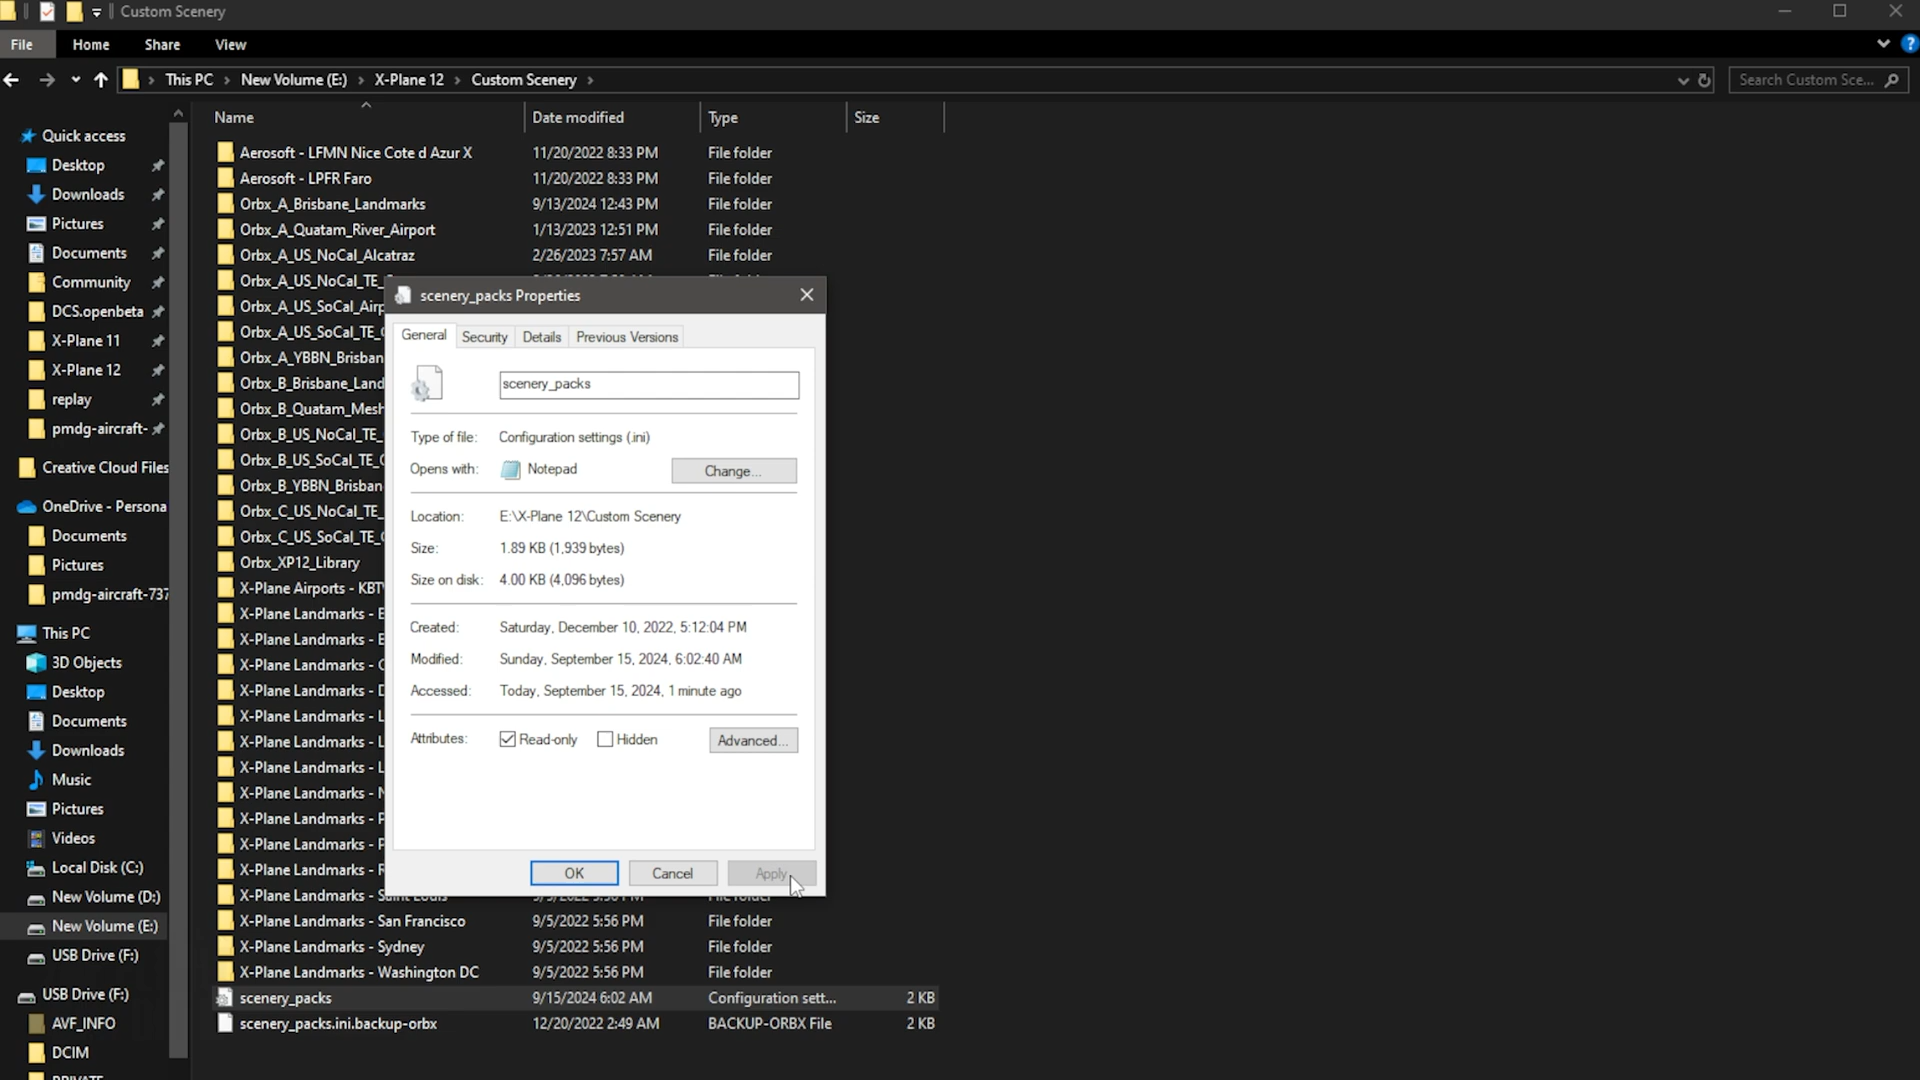 Custom Scenery
File Home Share View
This PC New Volume (E:) X-Plane 12 Custom Scenery
Search Custom Sce...
Name Date modified Type Size
Quick access
Desktop
Downloads
Pictures
Documents
Community
DCS.openbeta
X-Plane 11
X-Plane 12
replay
pmdg-aircraft-
Creative Cloud Files
OneDrive - Persona
Documents
Pictures
pmdg-aircraft-737
This PC
3D Objects
Desktop
Documents
Downloads
Music
Pictures
Videos
Local Disk (C:)
New Volume (D:)
New Volume (E:)
USB Drive (F:)
USB Drive (F:)
AVF_INFO
DCIM
Aerosoft - LFMN Nice Cote d Azur X 11/20/2022 8:33 PM File folder
Aerosoft - LPFR Faro 11/20/2022 8:33 PM File folder
Orbx_A_Brisbane_Landmarks 9/13/2024 12:43 PM File folder
Orbx_A_Quatam_River_Airport 1/13/2023 12:51 PM File folder
Orbx_A_US_NoCal_Alcatraz 2/26/2023 7:57 AM File folder
Orbx_A_US_NoCal_TE_
Orbx_A_US_SoCal_Airp
Orbx_A_US_SoCal_TE_
Orbx_A_YBBN_Brisban
Orbx_B_Brisbane_Land
Orbx_B_Quatam_Mesh
Orbx_B_US_NoCal_TE_
Orbx_B_US_SoCal_TE_
Orbx_B_YBBN_Brisban
Orbx_C_US_NoCal_TE_
Orbx_C_US_SoCal_TE_
Orbx_XP12_Library
X-Plane Airports - KBT
X-Plane Landmarks -
X-Plane Landmarks -
X-Plane Landmarks -
X-Plane Landmarks -
X-Plane Landmarks - L
X-Plane Landmarks - L
X-Plane Landmarks - L
X-Plane Landmarks -
X-Plane Landmarks -
X-Plane Landmarks -
X-Plane Landmarks -
X-Plane Landmarks - Saint Louis
X-Plane Landmarks - San Francisco 9/5/2022 5:56 PM File folder
X-Plane Landmarks - Sydney 9/5/2022 5:56 PM File folder
X-Plane Landmarks - Washington DC 9/5/2022 5:56 PM File folder
scenery_packs 9/15/2024 6:02 AM Configuration sett... 2 KB
scenery_packs.ini.backup-orbx 12/20/2022 2:49 AM BACKUP-ORBX File 2 KB
scenery_packs Properties
General Security Details Previous Versions
scenery_packs
Type of file: Configuration settings (.ini)
Opens with: Notepad Change...
Location: E:\X-Plane 12\Custom Scenery
Size: 1.89 KB (1,939 bytes)
Size on disk: 4.00 KB (4,096 bytes)
Created: Saturday, December 10, 2022, 5:12:04 PM
Modified: Sunday, September 15, 2024, 6:02:40 AM
Accessed: Today, September 15, 2024, 1 minute ago
Attributes: Read-only Hidden Advanced...
OK Cancel Apply